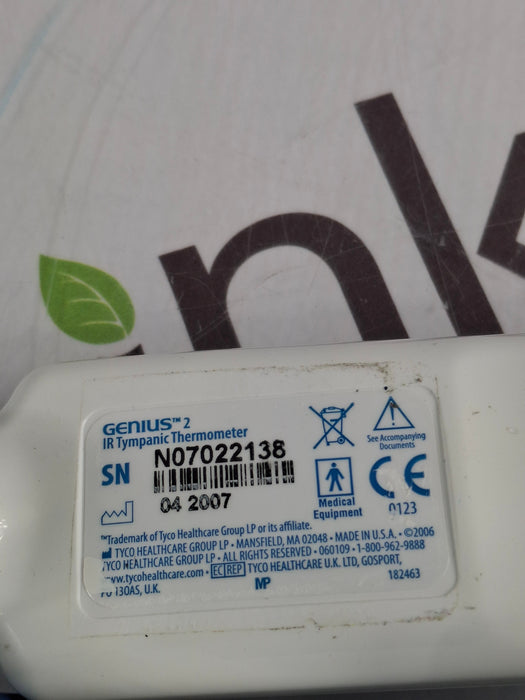 ink
GENIUS™ 2
IR Tympanic Thermometer
SN N07022138
04 2007
See Accompanying
Documents
Medical
Equipment
CE
0123
™Trademark of Tyco Healthcare Group LP or its affiliate.
TYCO HEALTHCARE GROUP LP • MANSFIELD, MA 02048 • MADE IN U.S.A. • ©2006
TYCO HEALTHCARE GROUP LP • ALL RIGHTS RESERVED • 060109 • 1-800-962-9888
www.tycohealthcare.com • EC REP TYCO HEALTHCARE U.K. LTD, GOSPORT,
130AS, U.K.
MP
182463